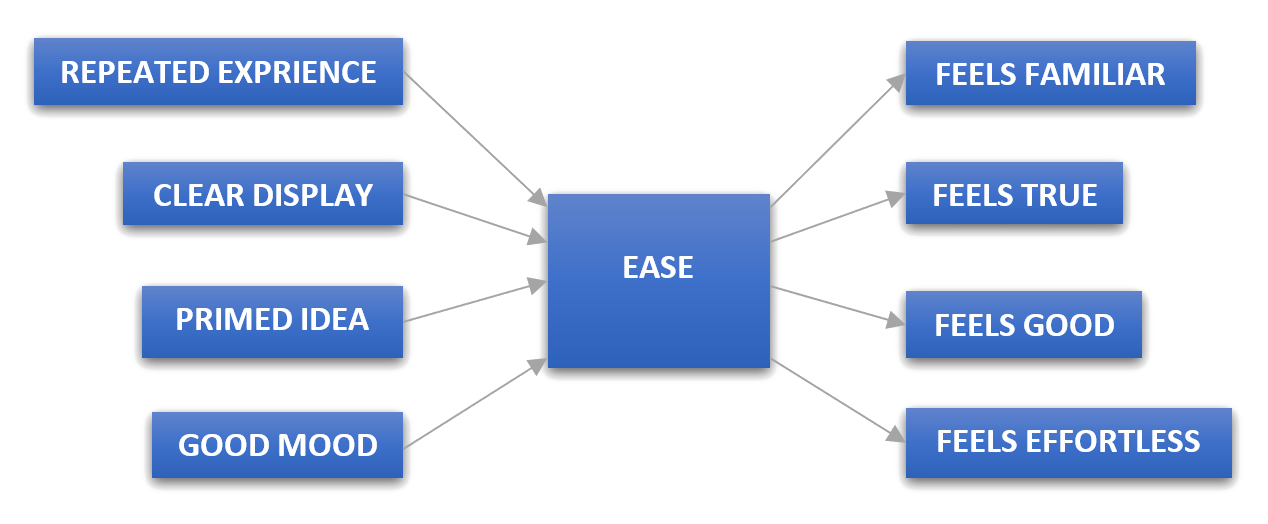 REPEATED EXPRIENCE
CLEAR DISPLAY
PRIMED IDEA
GOOD MOOD
EASE
FEELS FAMILIAR
FEELS TRUE
FEELS GOOD
FEELS EFFORTLESS